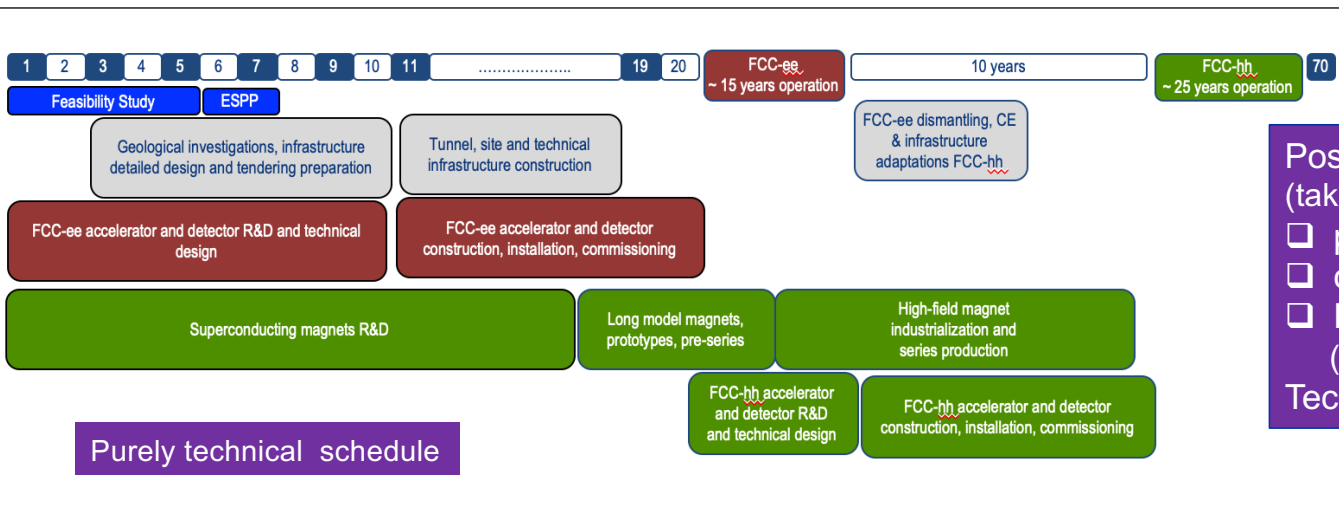 1 2 3 4 5 6 7 8 9 10 11 .................... 19 20
FCC-ee
~ 15 years operation
10 years
FCC-hh
~ 25 years operation
70
Feasibility Study
ESPP
Geological investigations, infrastructure
detailed design and tendering preparation
Tunnel, site and technical
infrastructure construction
FCC-ee dismantling, CE
& infrastructure
adaptations FCC-hh
FCC-ee accelerator and detector R&D and technical
design
FCC-ee accelerator and detector
construction, installation, commissioning
Superconducting magnets R&D
Long model magnets,
prototypes, pre-series
High-field magnet
industrialization and
series production
FCC-hh accelerator
and detector R&D
and technical design
FCC-hh accelerator and detector
construction, installation, commissioning
Purely technical schedule
Pos
(tak
Tec